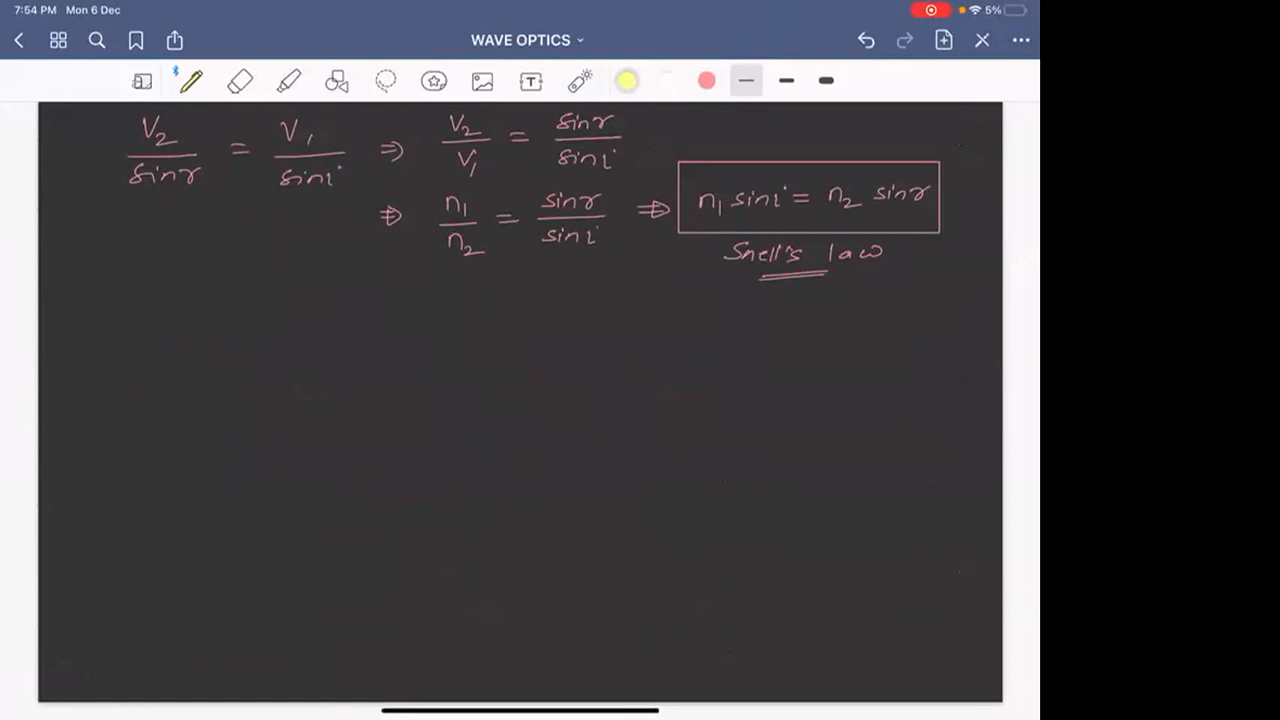 7:54 PM Mon 6 Dec
5%
WAVE OPTICS
V₂/sinr = V₁/sini ⇒ V₂/V₁ = sinr/sini
⇒ n₁/n₂ = sinr/sini ⇒ n₁ sini = n₂ sinr
Snell's law